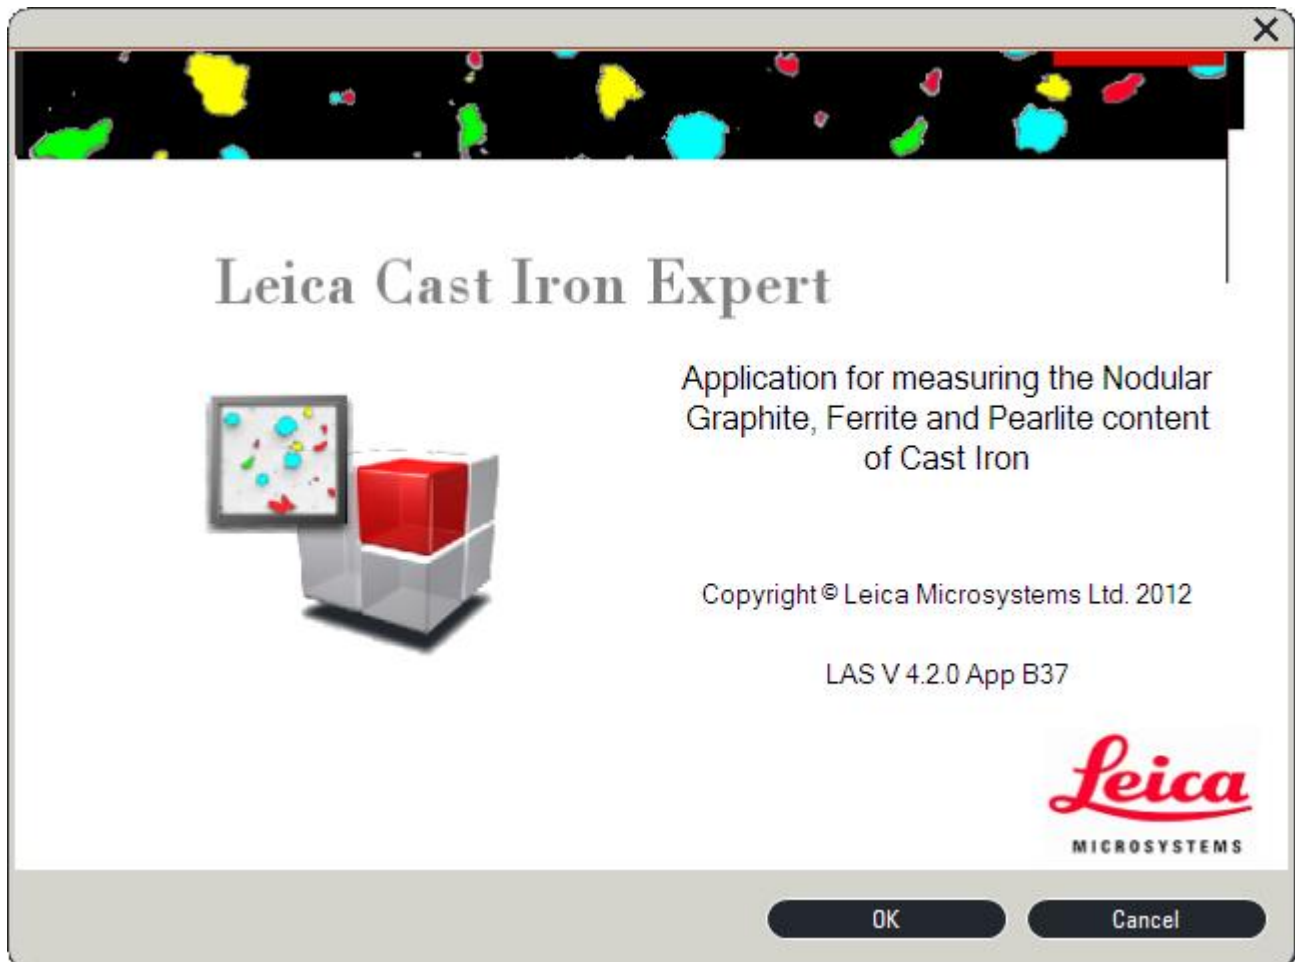 Leica Cast Iron Expert
Application for measuring the Nodular
Graphite, Ferrite and Pearlite content
of Cast Iron
Copyright © Leica Microsystems Ltd. 2012
LAS V 4.2.0 App B37
Leica
MICROSYSTEMS
OK
Cancel